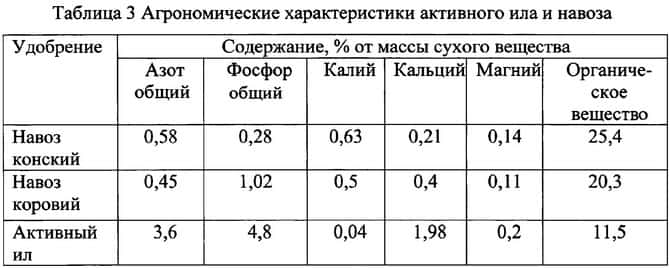 Таблица 3 Агрономические характеристики активного ила и навоза
Удобрение
Содержание, % от массы сухого вещества
Азот общий
Фосфор общий
Калий
Кальций
Магний
Органиче-
ское
вещество
Навоз конский
0,58 0,28 0,63 0,21 0,14 25,4
Навоз коровий
0,45 1,02 0,5 0,4 0,11 20,3
Активный ил
3,6 4,8 0,04 1,98 0,2 11,5